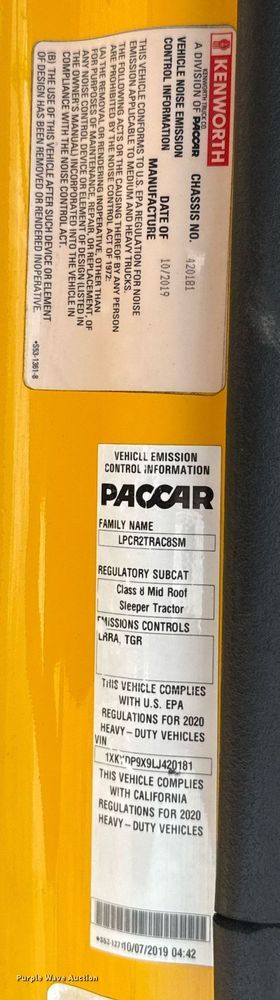 KENWORTH
KENWORTH TRUCK CO.
A DIVISION OF PACCAR
CHASSIS NO. 420181
VEHICLE NOISE EMISSION
CONTROL INFORMATION
DATE OF
MANUFACTURE 10/2019
THIS VEHICLE CONFORMS TO U.S. EPA REGULATION FOR NOISE
EMISSION APPLICABLE TO MEDIUM AND HEAVY TRUCKS.
THE FOLLOWING ACTS OR THE CAUSING THEREOF BY ANY PERSON
ARE PROHIBITED BY THE NOISE CONTROL ACT OF 1972:
(A) THE REMOVAL OR RENDERING INOPERATIVE, OTHER THAN
FOR PURPOSES OF MAINTENANCE, REPAIR, OR REPLACEMENT, OF
ANY NOISE CONTROL DEVICE OR ELEMENT OF DESIGN (LISTED IN
THE OWNER'S MANUAL) INCORPORATED INTO THE VEHICLE IN
COMPLIANCE WITH THE NOISE CONTROL ACT.
(B) THE USE OF THIS VEHICLE AFTER SUCH DEVICE OR ELEMENT
OF DESIGN HAS BEEN REMOVED OR RENDERED INOPERATIVE.
*553-1361-8
VEHICLE EMISSION
CONTROL INFORMATION
PACCAR
FAMILY NAME
LPCR2TRAC8SM
REGULATORY SUBCAT
Class 8 Mid Roof
Sleeper Tractor
EMISSIONS CONTROLS
LRRA, TGR
THIS VEHICLE COMPLIES
WITH U.S. EPA
REGULATIONS FOR 2020
HEAVY-DUTY VEHICLES
VIN
THIS VEHICLE COMPLIES
WITH CALIFORNIA
REGULATIONS FOR 2020
HEAVY-DUTY VEHICLES
10/07/2019 04:42
Purple Wave Auction